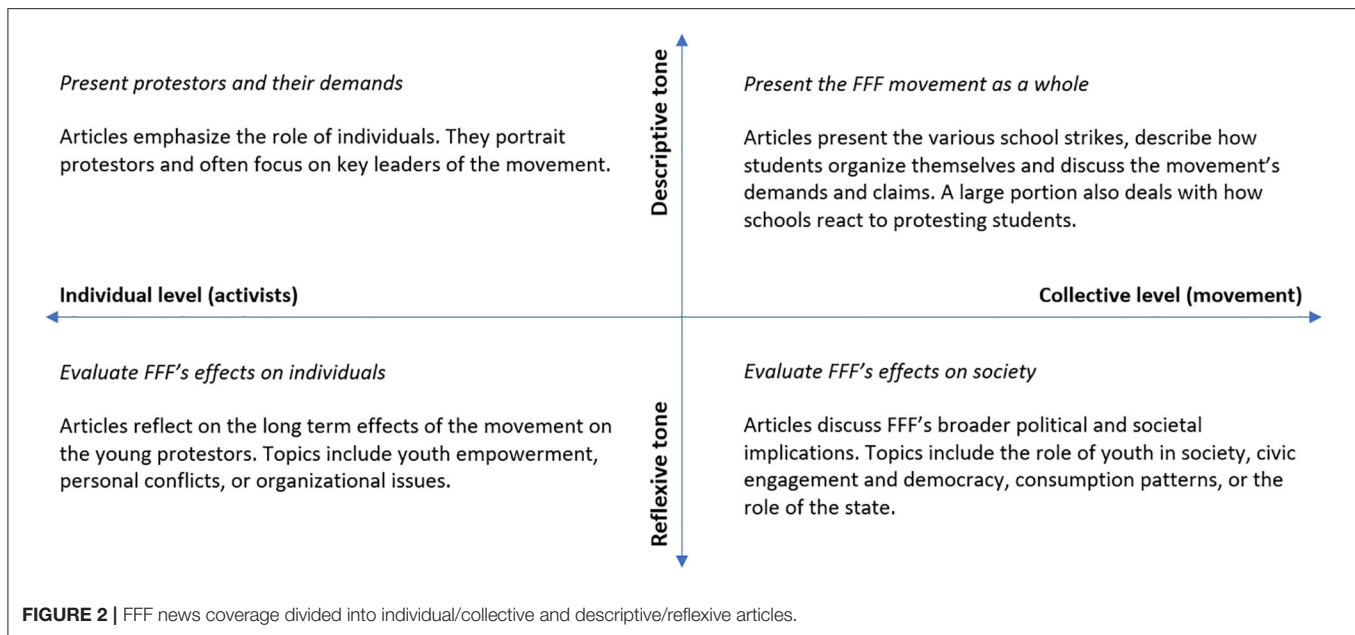 Present protestors and their demands
Articles emphasize the role of individuals. They portrait
protestors and often focus on key leaders of the movement.
Descriptive tone
Present the FFF movement as a whole
Articles present the various school strikes, describe how
students organize themselves and discuss the movement's
demands and claims. A large portion also deals with how
schools react to protesting students.
Individual level (activists)
Collective level (movement)
Evaluate FFF's effects on individuals
Articles reflect on the long term effects of the movement on
the young protestors. Topics include youth empowerment,
personal conflicts, or organizational issues.
Reflexive tone
Evaluate FFF's effects on society
Articles discuss FFF's broader political and societal
implications. Topics include the role of youth in society, civic
engagement and democracy, consumption patterns, or the
role of the state.
FIGURE 2 | FFF news coverage divided into individual/collective and descriptive/reflexive articles.